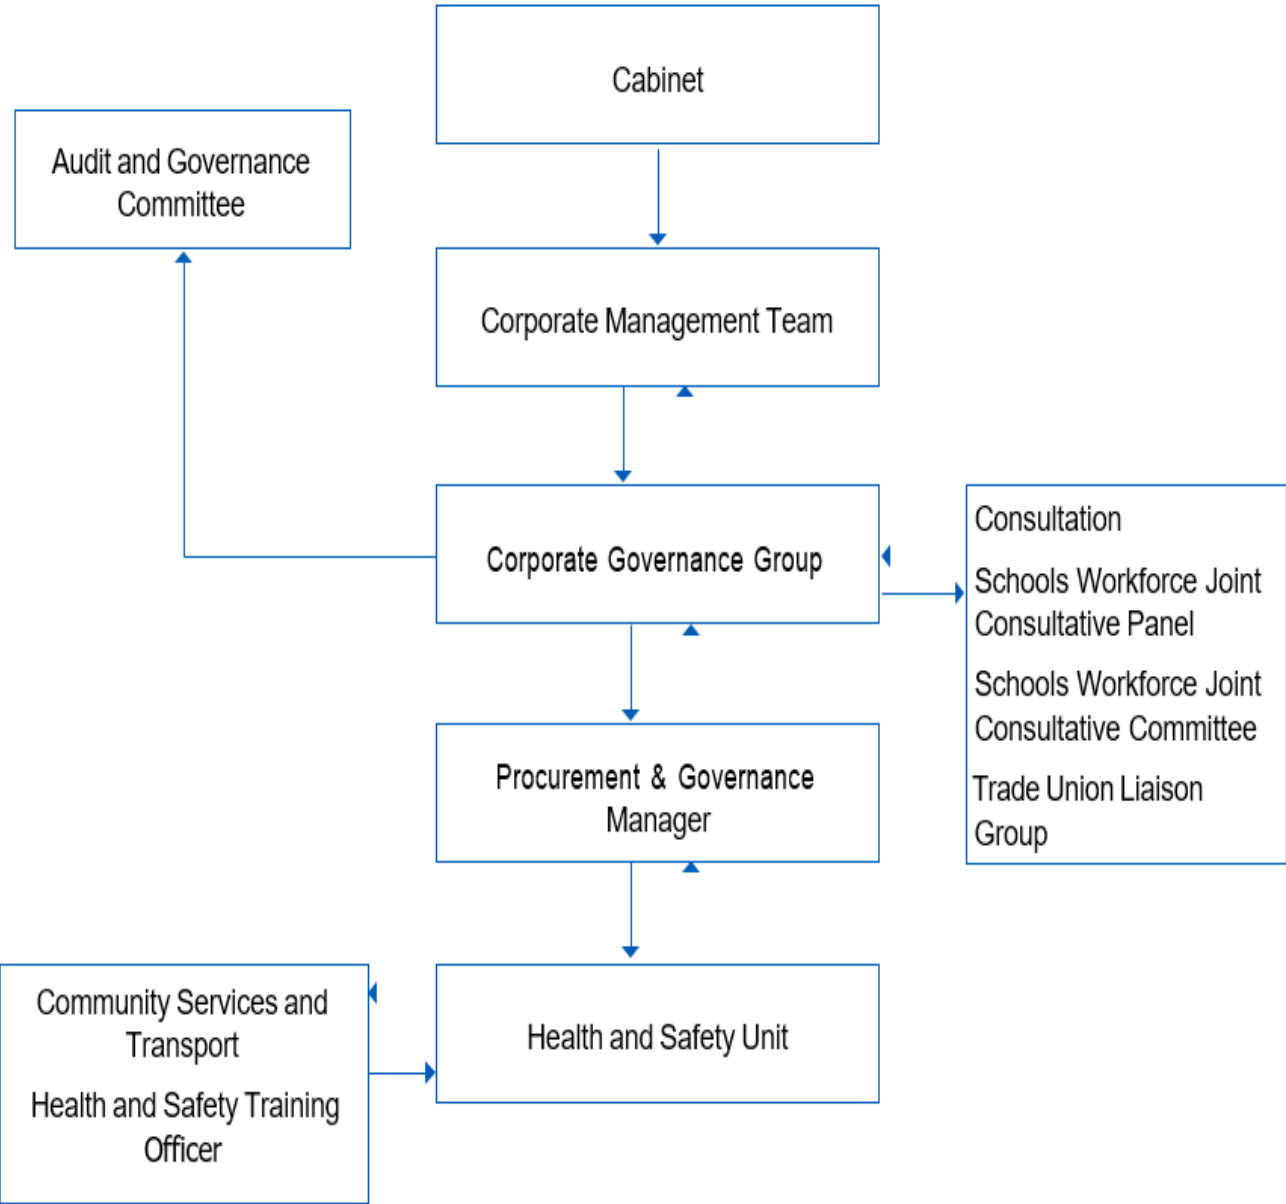 Cabinet
Audit and Governance
Committee
Corporate Management Team
Corporate Governance Group
Consultation
Schools Workforce Joint
Consultative Panel
Schools Workforce Joint
Consultative Committee
Trade Union Liaison
Group
Procurement & Governance
Manager
Community Services and
Transport
Health and Safety Training
Officer
Health and Safety Unit